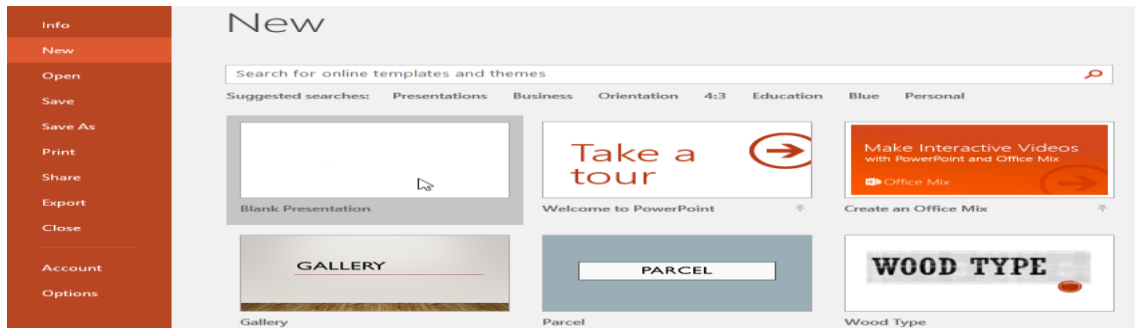 Info
New
Open
Save
Save As
Print
Share
Export
Close
Account
Options
New
Search for online templates and themes
Suggested searches: Presentations Business Orientation 4:3 Education Blue Personal
Blank Presentation
Take a
tour
Welcome to PowerPoint
Make Interactive Videos
with PowerPoint and Office Mix
Office Mix
Create an Office Mix
GALLERY
Gallery
PARCEL
Parcel
WOOD TYPE
Wood Type